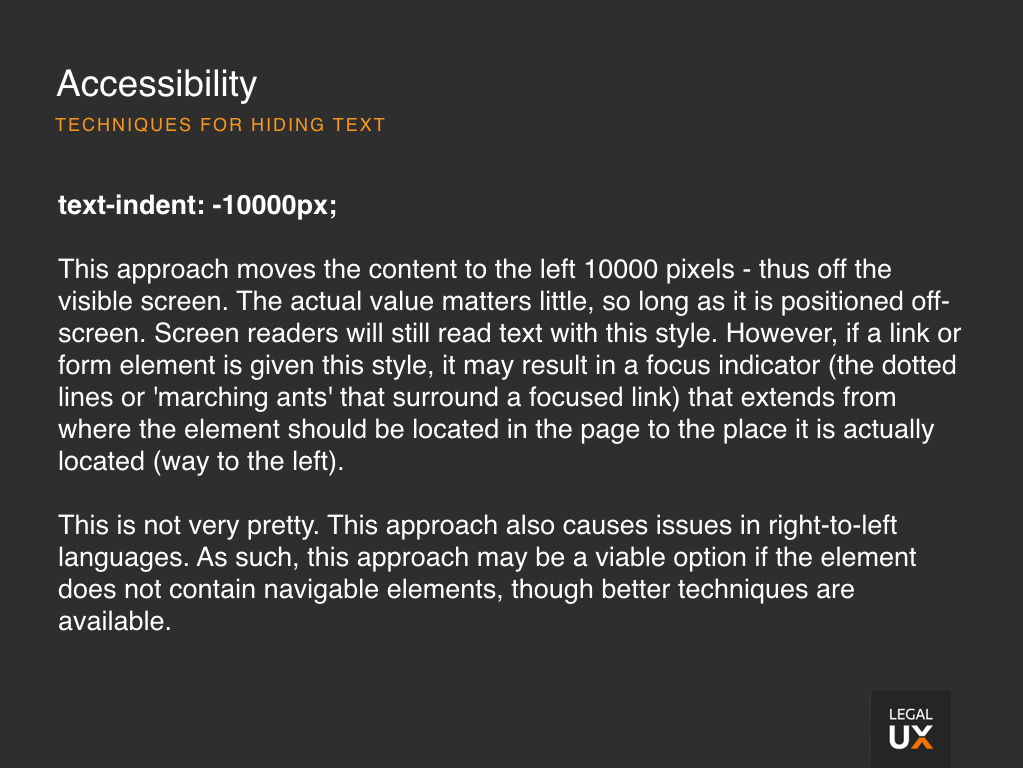 Accessibility
TECHNIQUES FOR HIDING TEXT
text-indent: -10000px;
This approach moves the content to the left 10000 pixels - thus off the
visible screen. The actual value matters little, so long as it is positioned off-
screen. Screen readers will still read text with this style. However, if a link or
form element is given this style, it may result in a focus indicator (the dotted
lines or 'marching ants' that surround a focused link) that extends from
where the element should be located in the page to the place it is actually
located (way to the left).
This is not very pretty. This approach also causes issues in right-to-left
languages. As such, this approach may be a viable option if the element
does not contain navigable elements, though better techniques are
available.
LEGAL
UX